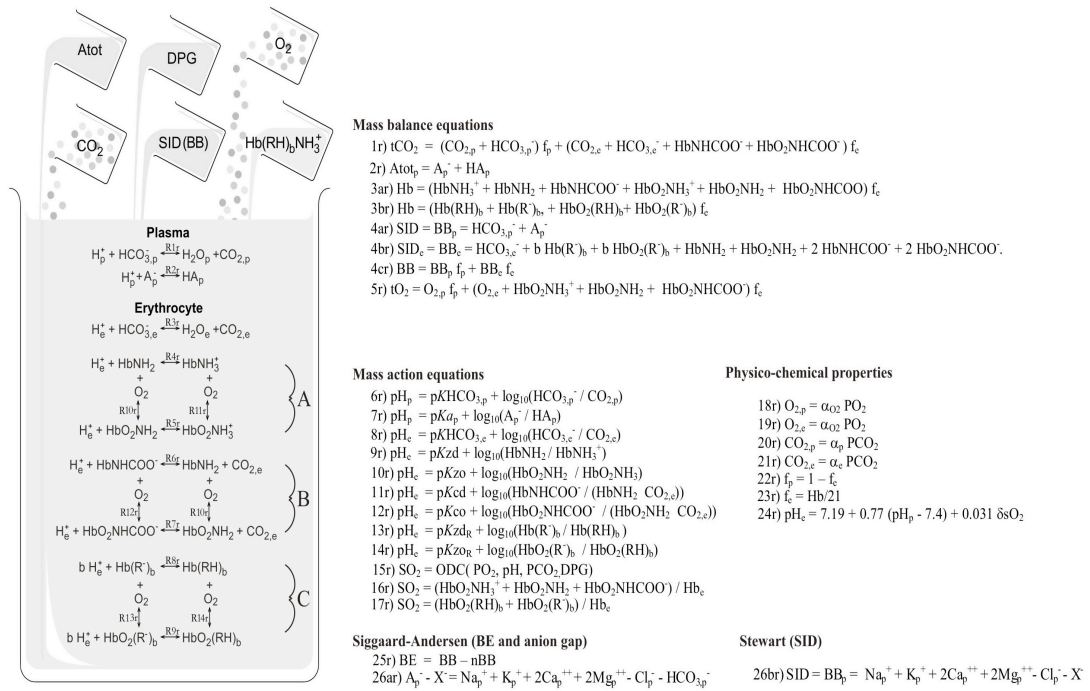 Atot
DPG
O2
CO2
SID (BB)
Hb(RH)bNH3+
Plasma
Hp+ + HCO3,p- R1r H2Op + CO2,p
Hp+ + Ap- R2r HAp
Erythrocyte
He+ + HCO3,e- R3r H2Oe + CO2,e
He+ + HbNH2 R4r HbNH3+
+ +
O2 O2
R10r R11r
He+ + HbO2NH2 R5r HbO2NH3+
A
He+ + HbNHCOO- R6r HbNH2 + CO2,e
+ +
O2 O2
R12r R10r
He+ + HbO2NHCOO- R7r HbO2NH2 + CO2,e
B
b He+ + Hb(R-)b R8r Hb(RH)b
+ +
O2 O2
R13r R14r
b He+ + HbO2(R-)b R9r HbO2(RH)b
C
Mass balance equations
1r) tCO2 = (CO2,p + HCO3,p-) fp + (CO2,e + HCO3,e- + HbNHCOO- + HbO2NHCOO- ) fe
2r) Atotp = Ap- + HAp
3ar) Hb = (HbNH3+ + HbNH2 + HbNHCOO- + HbO2NH3+ + HbO2NH2 + HbO2NHCOO) fe
3br) Hb = (Hb(RH)b + Hb(R-)b, + HbO2(RH)b+ HbO2(R-)b) fe
4ar) SID = BBp = HCO3,p- + Ap-
4br) SIDe = BBe = HCO3,e- + b Hb(R-)b + b HbO2(R-)b + HbNH2 + HbO2NH2 + 2 HbNHCOO- + 2 HbO2NHCOO-.
4cr) BB = BBp fp + BBe fe
5r) tO2 = O2,p fp + (O2,e + HbO2NH3+ + HbO2NH2 + HbO2NHCOO-) fe
Mass action equations
6r) pHp = pKHCO3,p + log10(HCO3,p- / CO2,p)
7r) pHp = pKap + log10(Ap- / HAp)
8r) pHe = pKHCO3,e + log10(HCO3,e- / CO2,e)
9r) pHe = pKzd + log10(HbNH2 / HbNH3+)
10r) pHe = pKzo + log10(HbO2NH2 / HbO2NH3)
11r) pHe = pKcd + log10(HbNHCOO- / (HbNH2 CO2,e))
12r) pHe = pKco + log10(HbO2NHCOO- / (HbO2NH2 CO2,e))
13r) pHe = pKzdR + log10(Hb(R-)b / Hb(RH)b )
14r) pHe = pKzoR + log10(HbO2(R-)b / HbO2(RH)b)
15r) SO2 = ODC( PO2, pH, PCO2,DPG)
16r) SO2 = (HbO2NH3+ + HbO2NH2 + HbO2NHCOO-) / Hbe
17r) SO2 = (HbO2(RH)b + HbO2(R-)b) / Hbe
Physico-chemical properties
18r) O2,p = αO2 PO2
19r) O2,e = αO2 PO2
20r) CO2,p = αp PCO2
21r) CO2,e = αe PCO2
22r) fp = 1 – fe
23r) fe = Hb/21
24r) pHe = 7.19 + 0.77 (pHp - 7.4) + 0.031 δsO2
Siggaard-Andersen (BE and anion gap)
25r) BE = BB – nBB
26ar) Ap- - X- = Nap+ + Kp+ + 2Cap++ + 2Mgp++ - Clp- - HCO3,p-
Stewart (SID)
26br) SID = BBp = Nap+ + Kp+ + 2Cap++ + 2Mgp++ - Clp- - X-